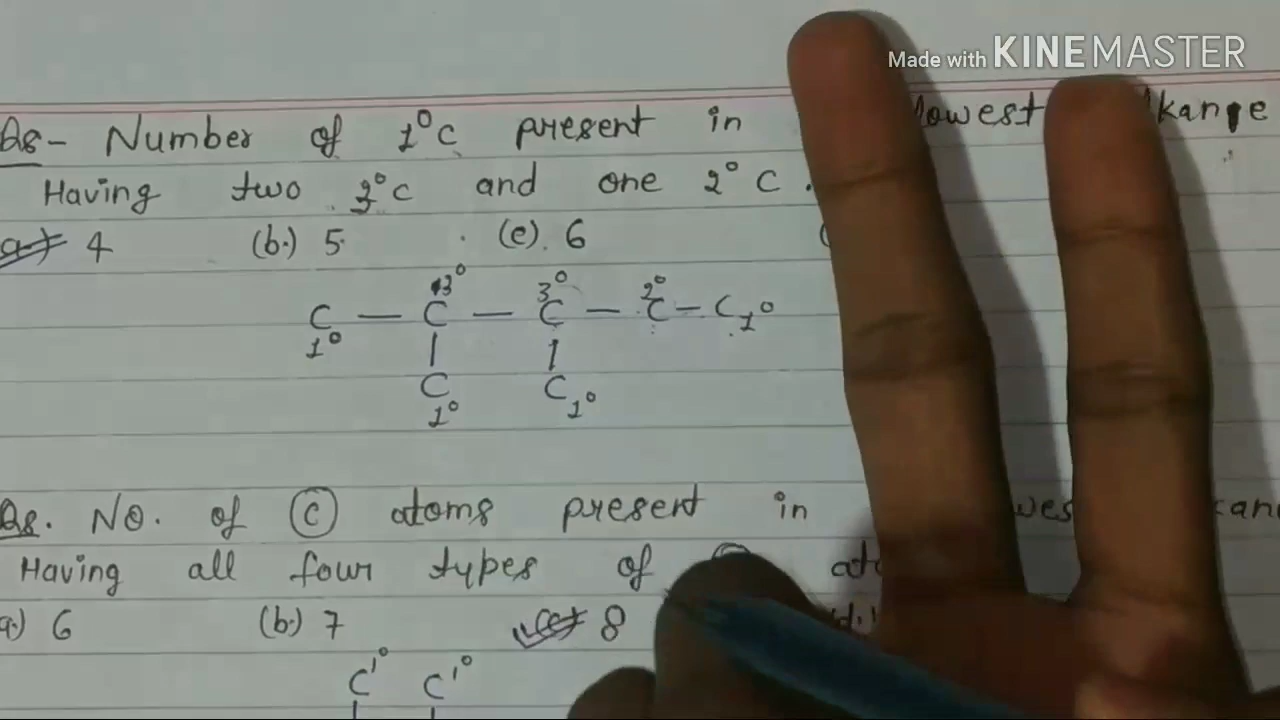 Made with KINEMASTER
Qs- Number of 1°C present in lowest kane
Having two 3°C and one 2°C.
(a) 4 (b.) 5 (c). 6
3° 3° 2°
C — C — C — C - C 1°
1° | |
C C 1°
1°
Qs. NO. of (C) atoms present in wes
Having all four types of
a.) 6 (b.) 7 (c) 8
C 1° C 1°